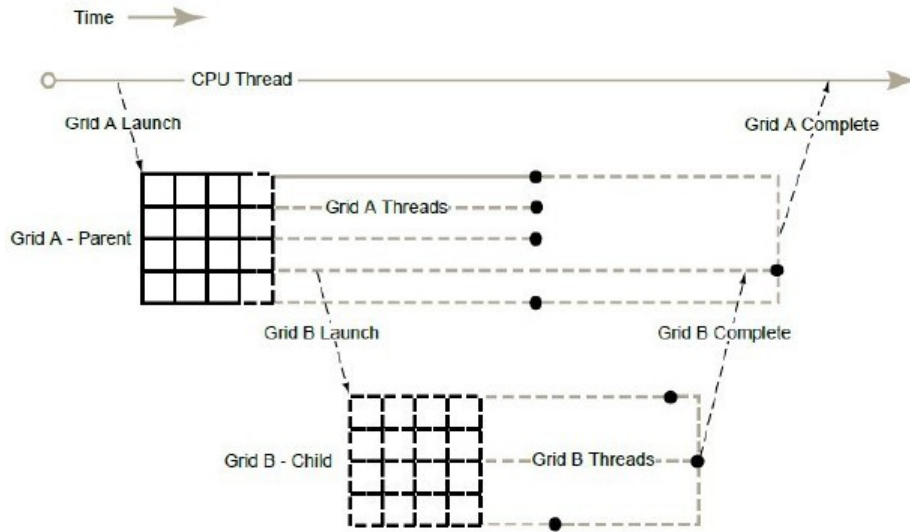 Time
CPU Thread
Grid A Launch
Grid A Complete
Grid A Threads
Grid A - Parent
Grid B Launch
Grid B Complete
Grid B - Child
Grid B Threads